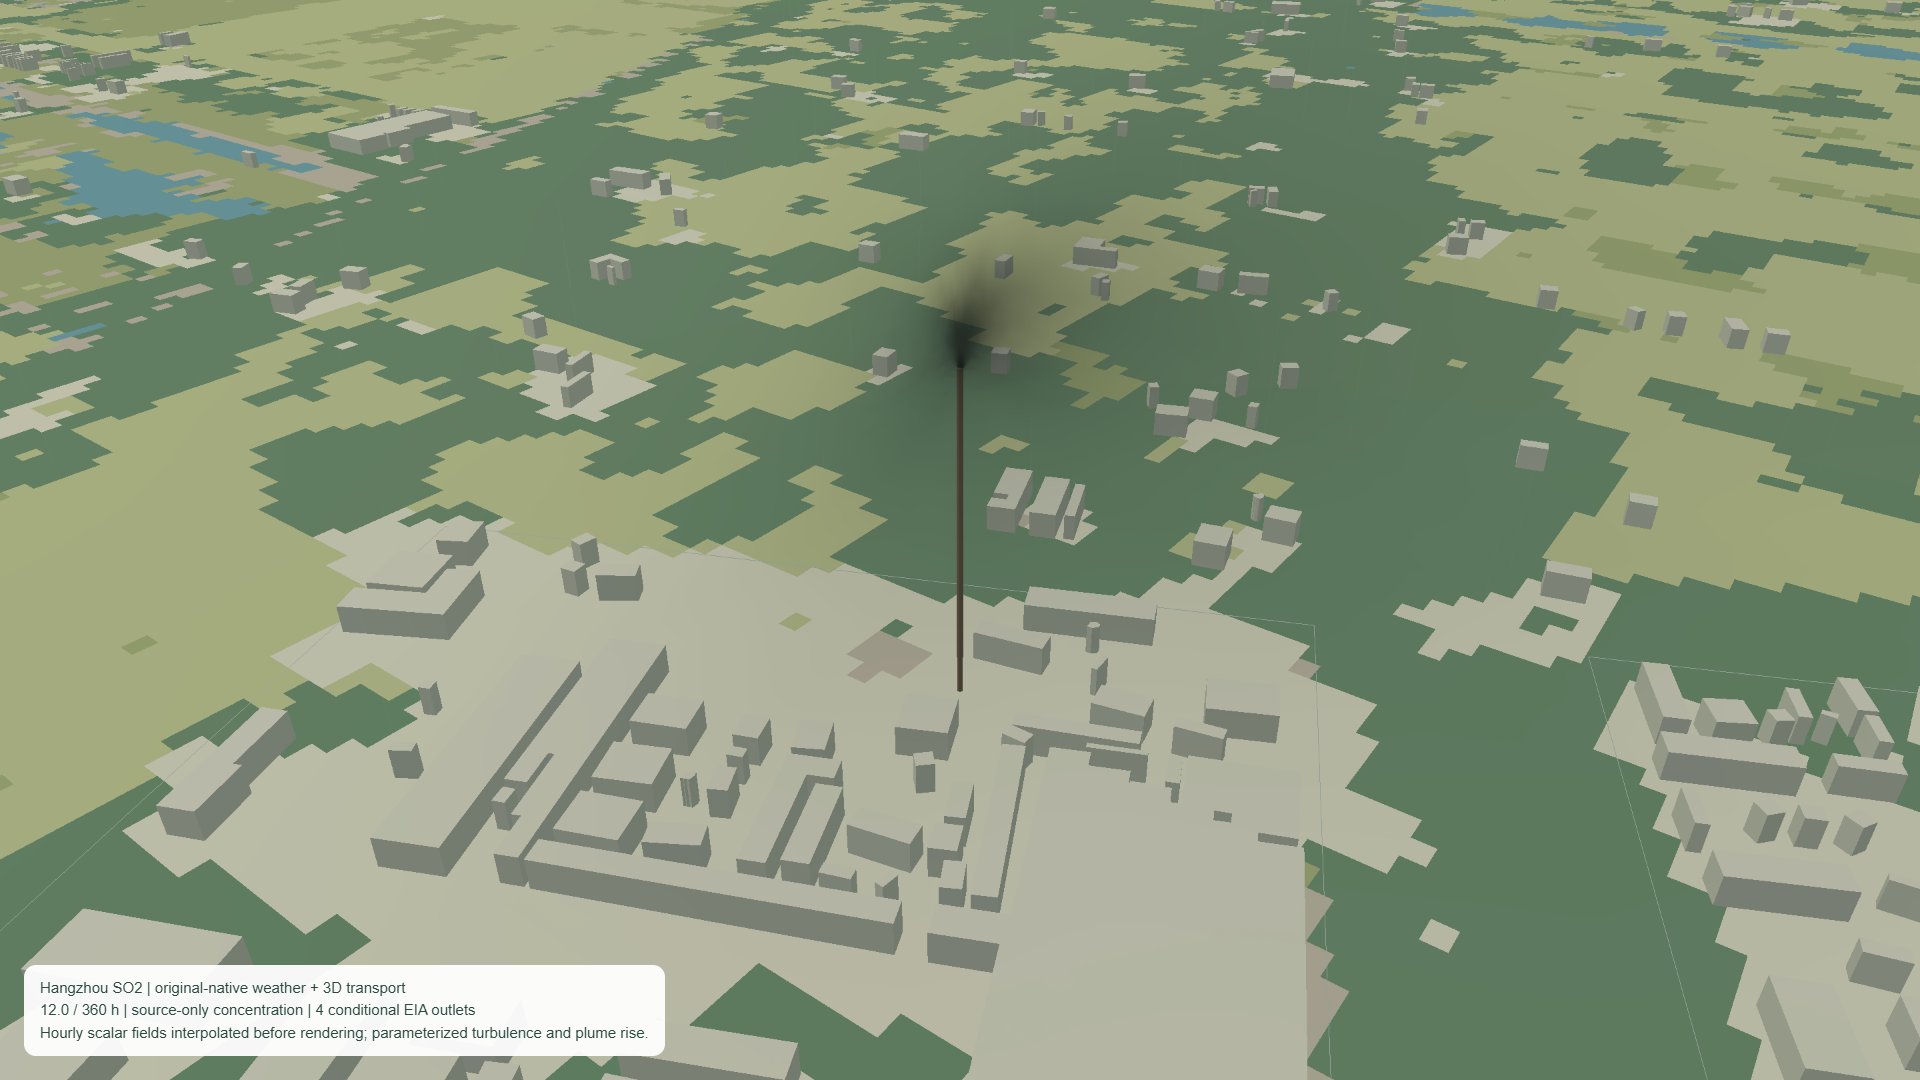 Hangzhou SO2 | original-native weather + 3D transport
12.0 / 360 h | source-only concentration | 4 conditional EIA outlets
Hourly scalar fields interpolated before rendering; parameterized turbulence and plume rise.